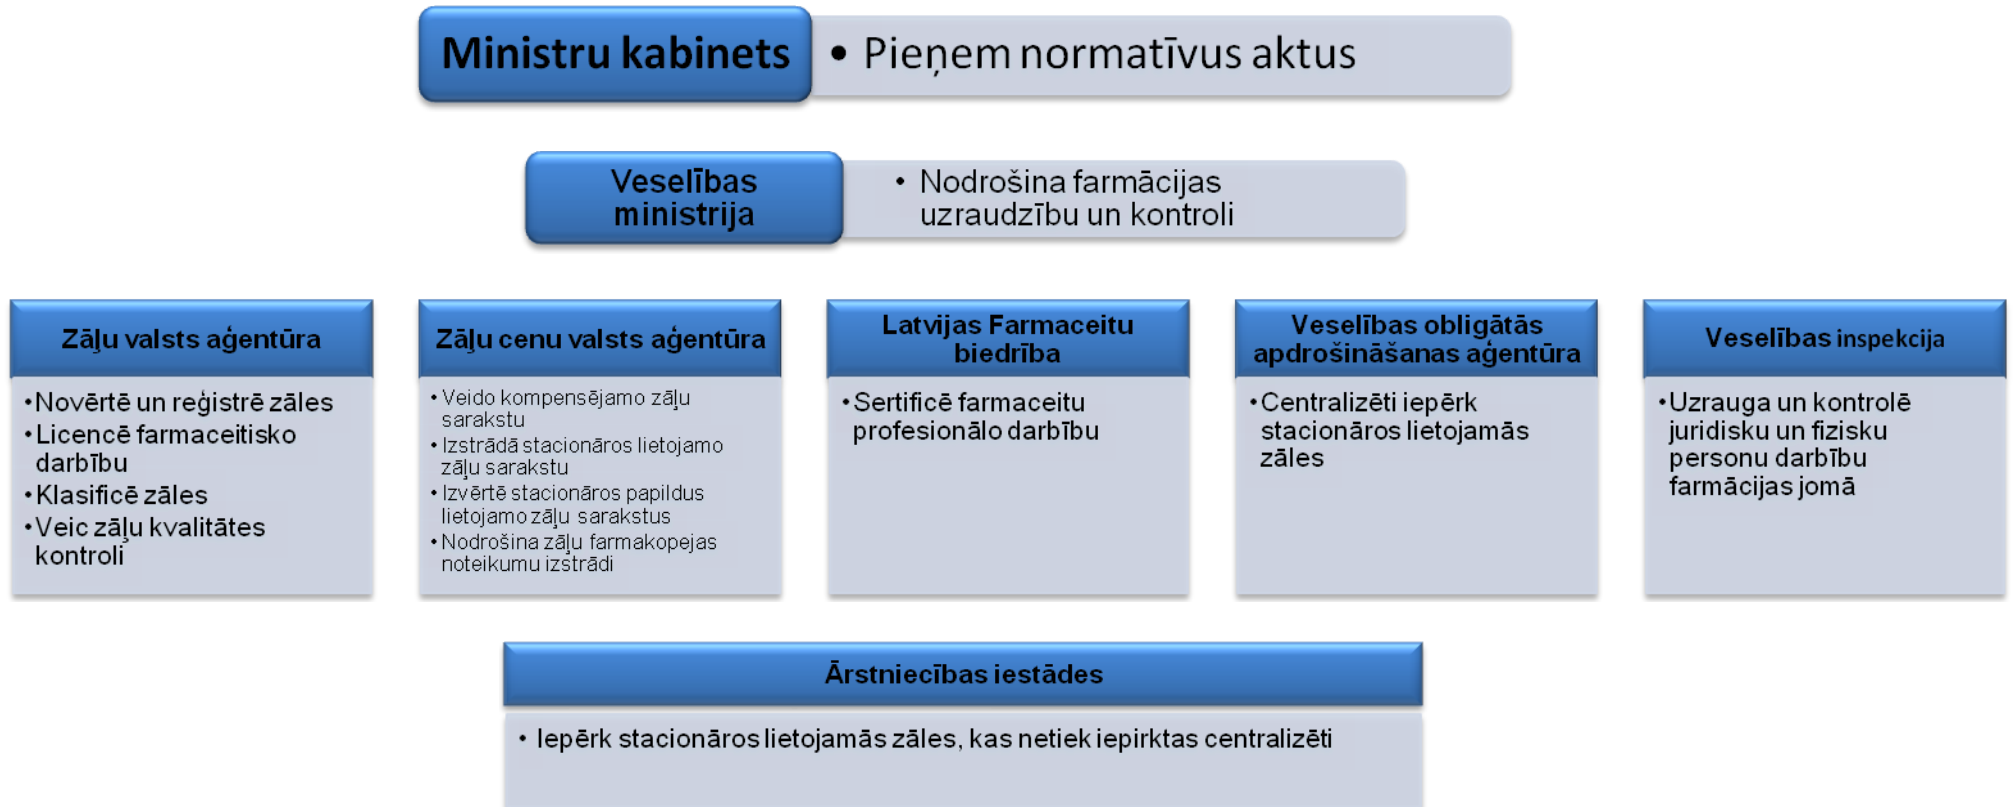 Ministru kabinets
• Pieņem normatīvus aktus
Veselības
ministrija
• Nodrošina farmācijas
uzraudzību un kontroli
Zāļu valsts aģentūra
• Novērtē un reģistrē zāles
• Licencē farmaceitisko
darbību
• Klasificē zāles
• Veic zāļu kvalitātes
kontroli
Zāļu cenu valsts aģentūra
• Veido kompensējamo zāļu
sarakstu
• Izstrādā stacionāros lietojamo
zāļu sarakstu
• Izvērtē stacionāros papildus
lietojamo zāļu sarakstus
• Nodrošina zāļu farmakopejas
noteikumu izstrādi
Latvijas Farmaceitu
biedrība
• Sertificē farmaceitu
profesionālo darbību
Veselības obligātās
apdrošināšanas aģentūra
• Centralizēti iepērk
stacionāros lietojamās
zāles
Veselības inspekcija
• Uzrauga un kontrolē
juridisku un fizisku
personu darbību
farmācijas jomā
Ārstniecības iestādes
• Iepērk stacionāros lietojamās zāles, kas netiek iepirktas centralizēti